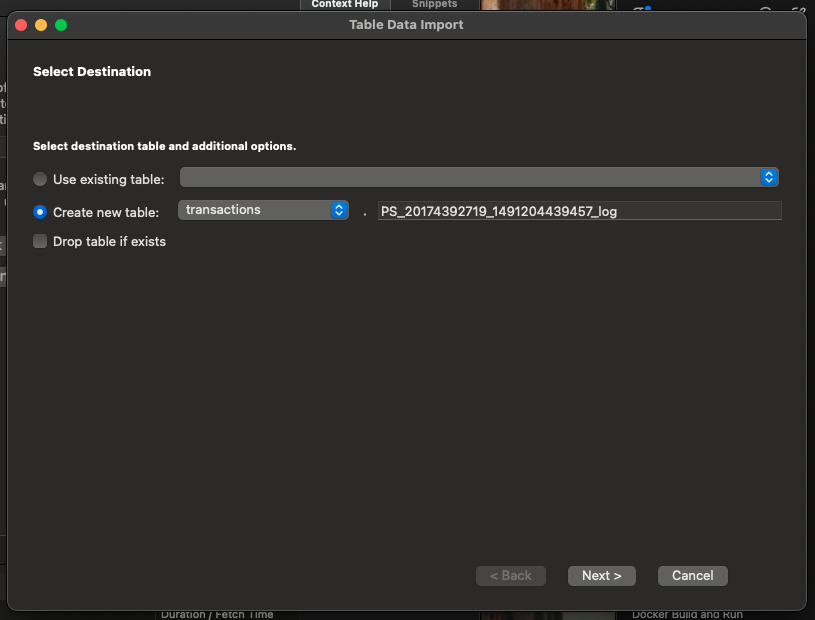 Context Help Snippets
Table Data Import
Select Destination
Select destination table and additional options.
Use existing table:
Create new table: transactions . PS_20174392719_1491204439457_log
Drop table if exists
< Back Next > Cancel
Duration / Fetch Time Docker Build and Run